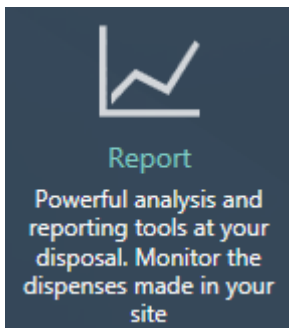 Report
Powerful analysis and
reporting tools at your
disposal. Monitor the
dispenses made in your
site